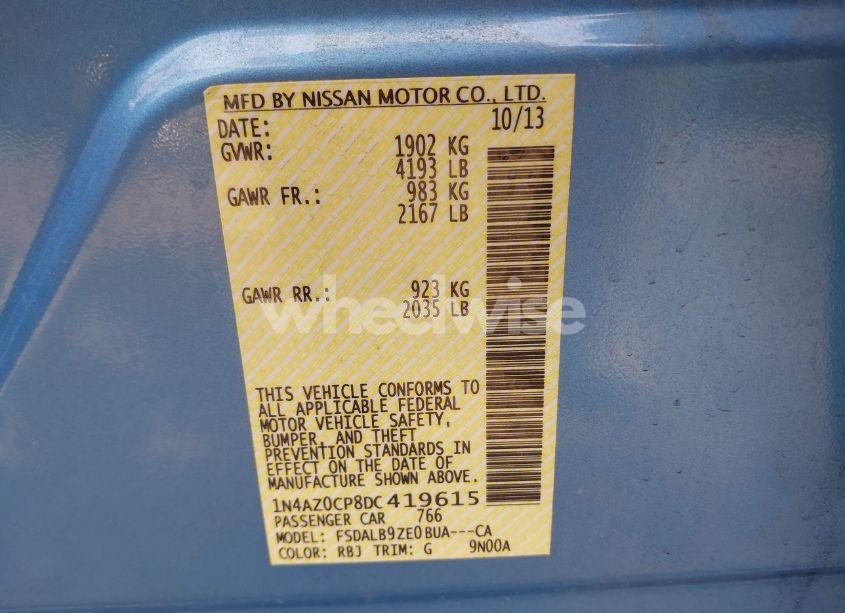 MFD BY NISSAN MOTOR CO., LTD.
DATE: 10/13
GVWR: 1902 KG
4193 LB
GAWR FR.: 983 KG
2167 LB
GAWR RR.: 923 KG
2035 LB
wheelwise
THIS VEHICLE CONFORMS TO
ALL APPLICABLE FEDERAL
MOTOR VEHICLE SAFETY,
BUMPER, AND THEFT
PREVENTION STANDARDS IN
EFFECT ON THE DATE OF
MANUFACTURE SHOWN ABOVE.
1N4AZ0CP8DC419615
PASSENGER CAR 766
MODEL: FSDALB9ZE0BUA---CA
COLOR: RBJ TRIM: G 9N00A